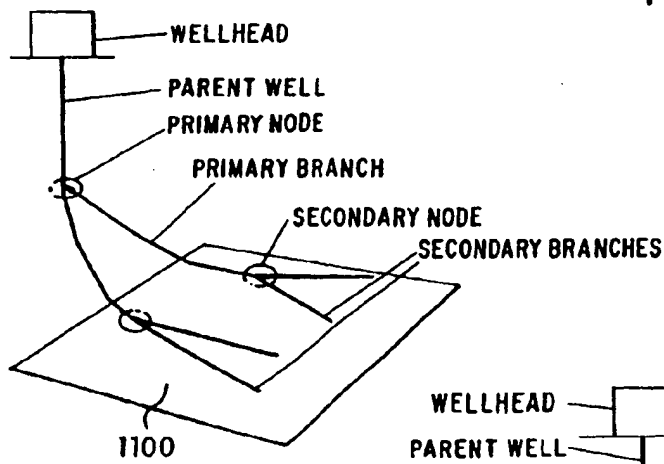 WELLHEAD
PARENT WELL
PRIMARY NODE
PRIMARY BRANCH
SECONDARY NODE
SECONDARY BRANCHES
1100
WELLHEAD
PARENT WELL